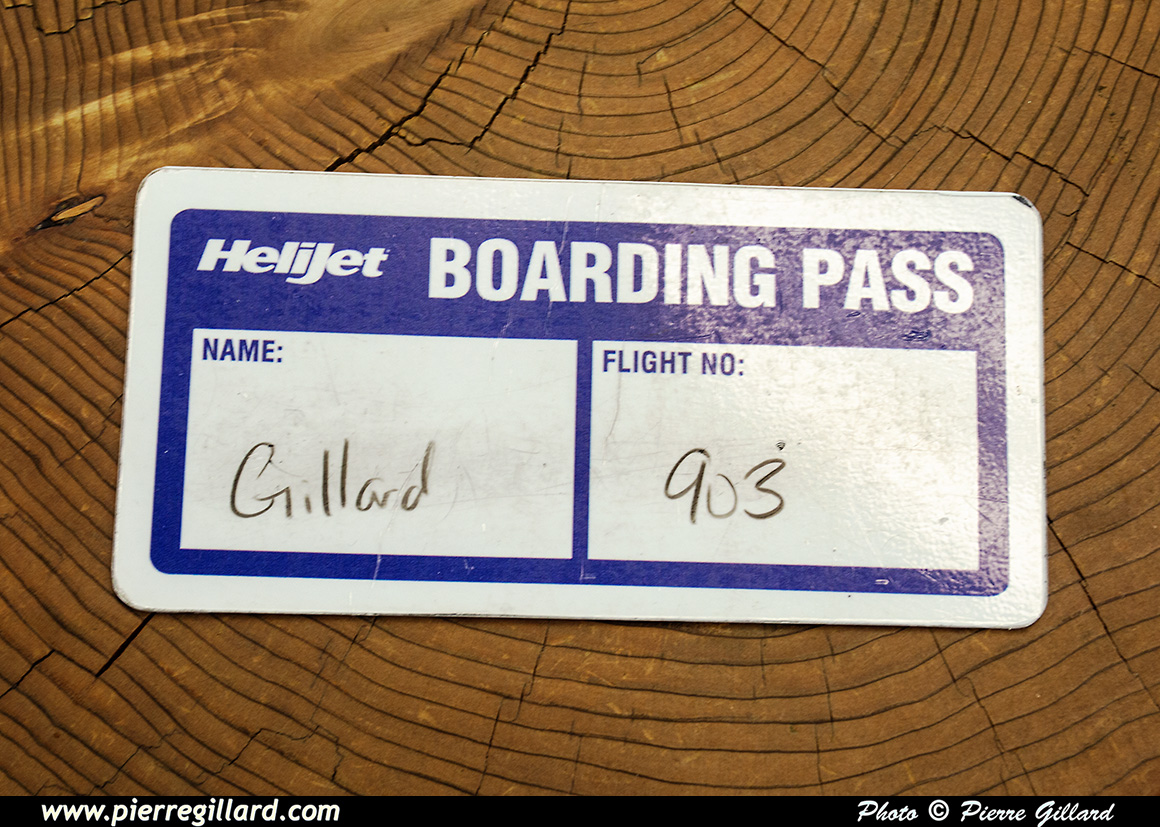 HeliJet BOARDING PASS
NAME:
Gillard
FLIGHT NO:
903
www.pierregillard.com
Photo © Pierre Gillard